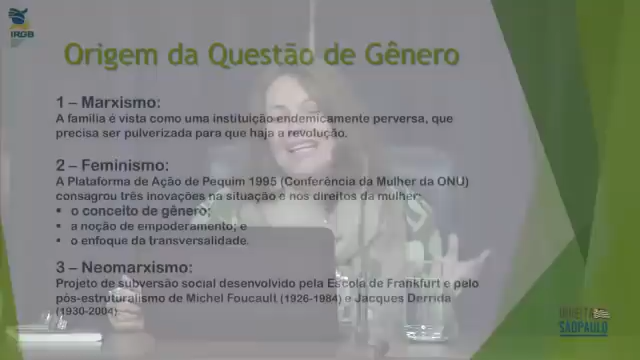 IRGB
Origem da Questão de Gênero
1 – Marxismo:
A família é vista como uma instituição endemicamente perversa, que
precisa ser pulverizada para que haja a revolução.
2 – Feminismo:
A Plataforma de Ação de Pequim 1995 (Conferência da Mulher da ONU)
consagrou três inovações na situação e nos direitos da mulher:
• o conceito de gênero;
• a noção de empoderamento; e
• o enfoque da transversalidade.
3 – Neomarxismo:
Projeto de subversão social desenvolvido pela Escola de Frankfurt e pelo
pós-estruturalismo de Michel Foucault (1926-1984) e Jacques Derrida
(1930-2004)
DIREITA
SÃOPAULO